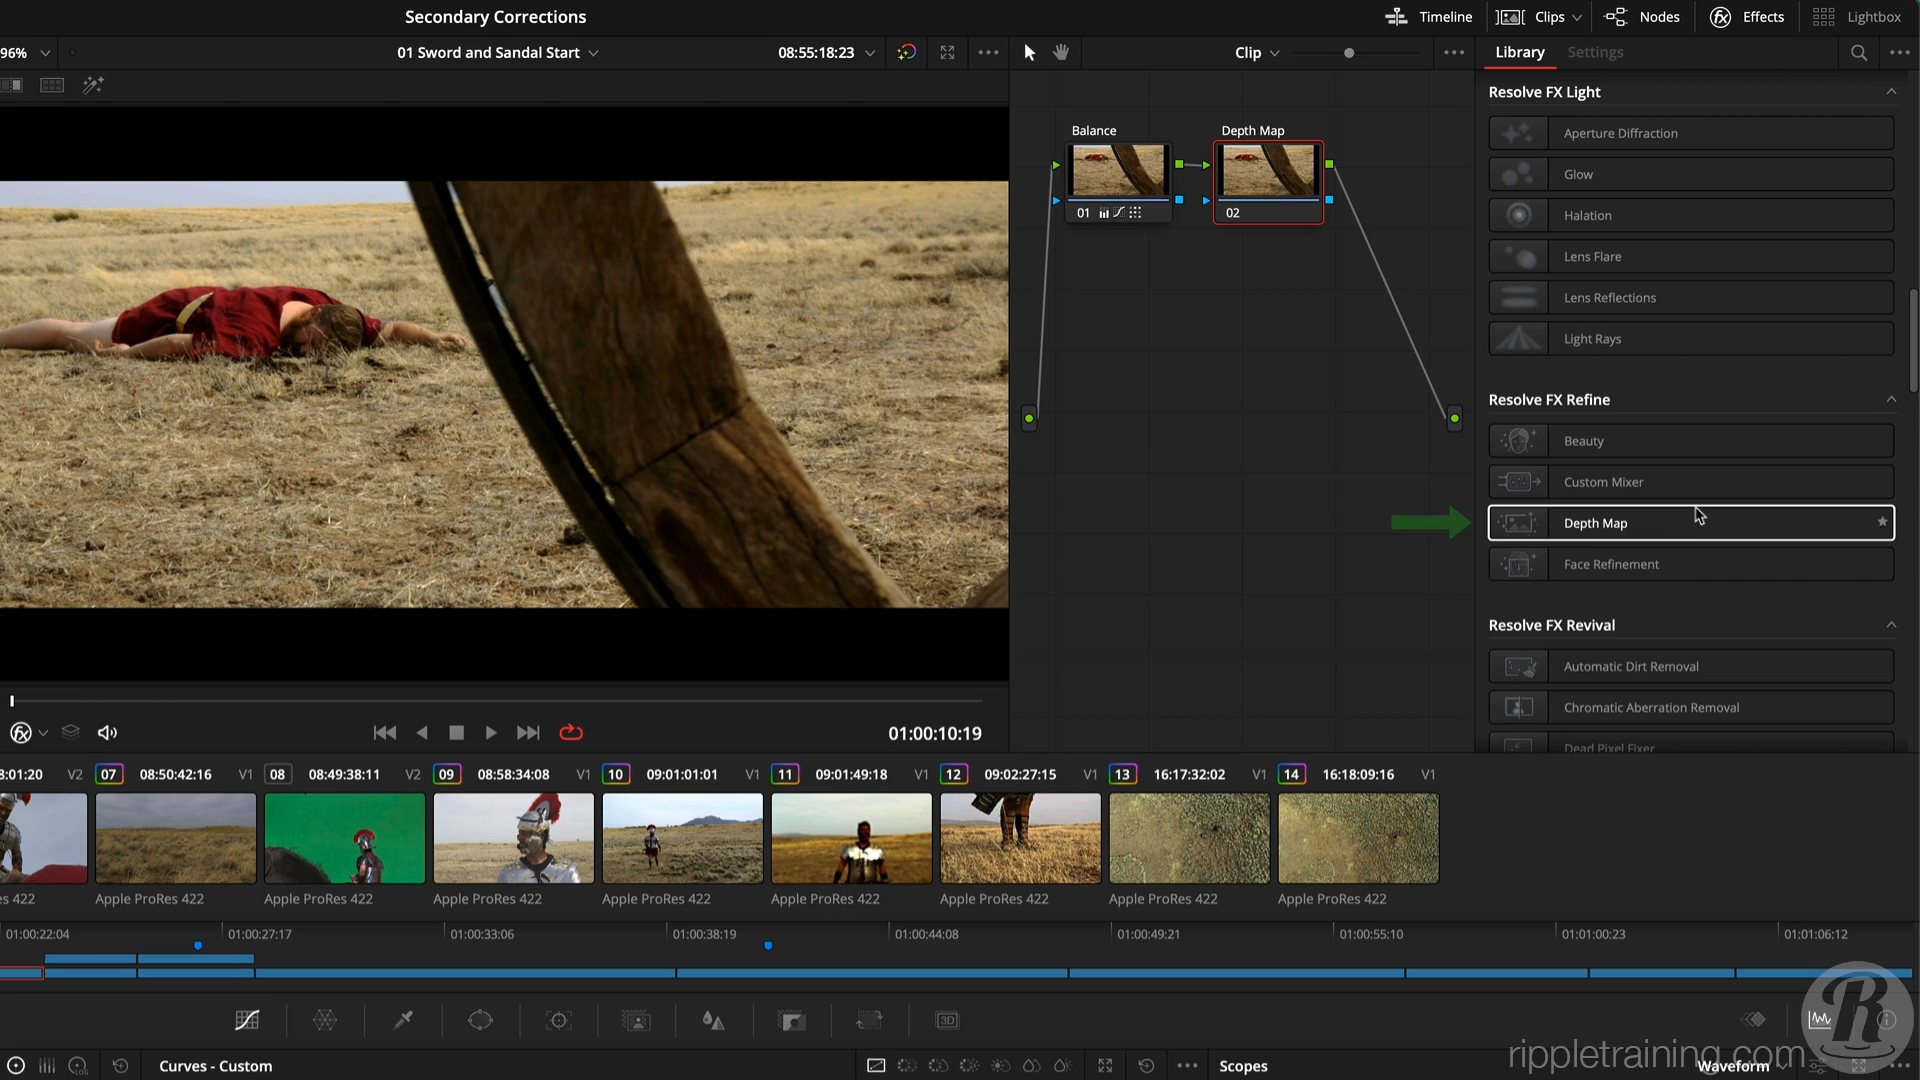 Secondary Corrections
Timeline
Clips
Nodes
Effects
Lightbox
96%
01 Sword and Sandal Start
08:55:18:23
Clip
Library
Settings
Balance
Depth Map
01
02
Resolve FX Light
Aperture Diffraction
Glow
Halation
Lens Flare
Lens Reflections
Light Rays
Resolve FX Refine
Beauty
Custom Mixer
Depth Map
Face Refinement
Resolve FX Revival
Automatic Dirt Removal
Chromatic Aberration Removal
Dead Pixel Fixer
01:00:10:19
8:01:20 V2 07 08:50:42:16 V1 08 08:49:38:11 V2 09 08:58:34:08 V1 10 09:01:01:01 V1 11 09:01:49:18 V1 12 09:02:27:15 V1 13 16:17:32:02 V1 14 16:18:09:16 V1
es 422 Apple ProRes 422 Apple ProRes 422 Apple ProRes 422 Apple ProRes 422 Apple ProRes 422 Apple ProRes 422 Apple ProRes 422 Apple ProRes 422
01:00:22:04 01:00:27:17 01:00:33:06 01:00:38:19 01:00:44:08 01:00:49:21 01:00:55:10 01:01:00:23 01:01:06:12
3D
LOG
Curves - Custom
Scopes
Waveform
rippletraining.com
R